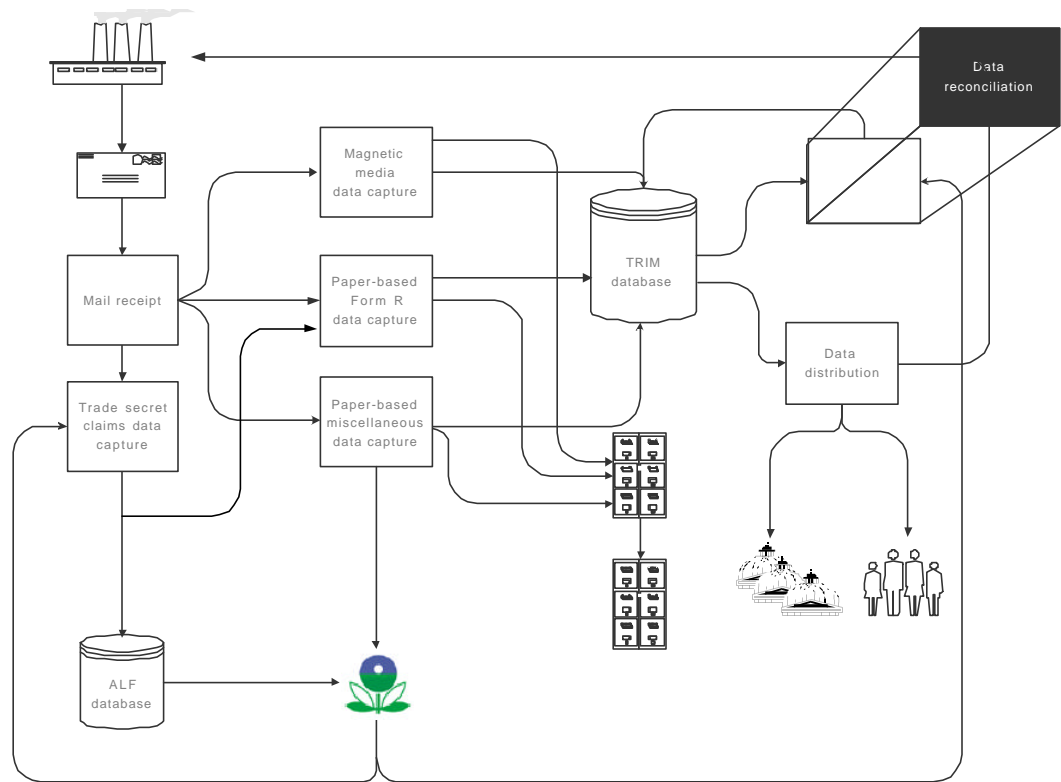 Data
reconciliation
Magnetic
media
data capture
TRIM
database
Mail receipt
Paper-based
Form R
data capture
Data
distribution
Trade secret
claims data
capture
Paper-based
miscellaneous
data capture
ALF
database